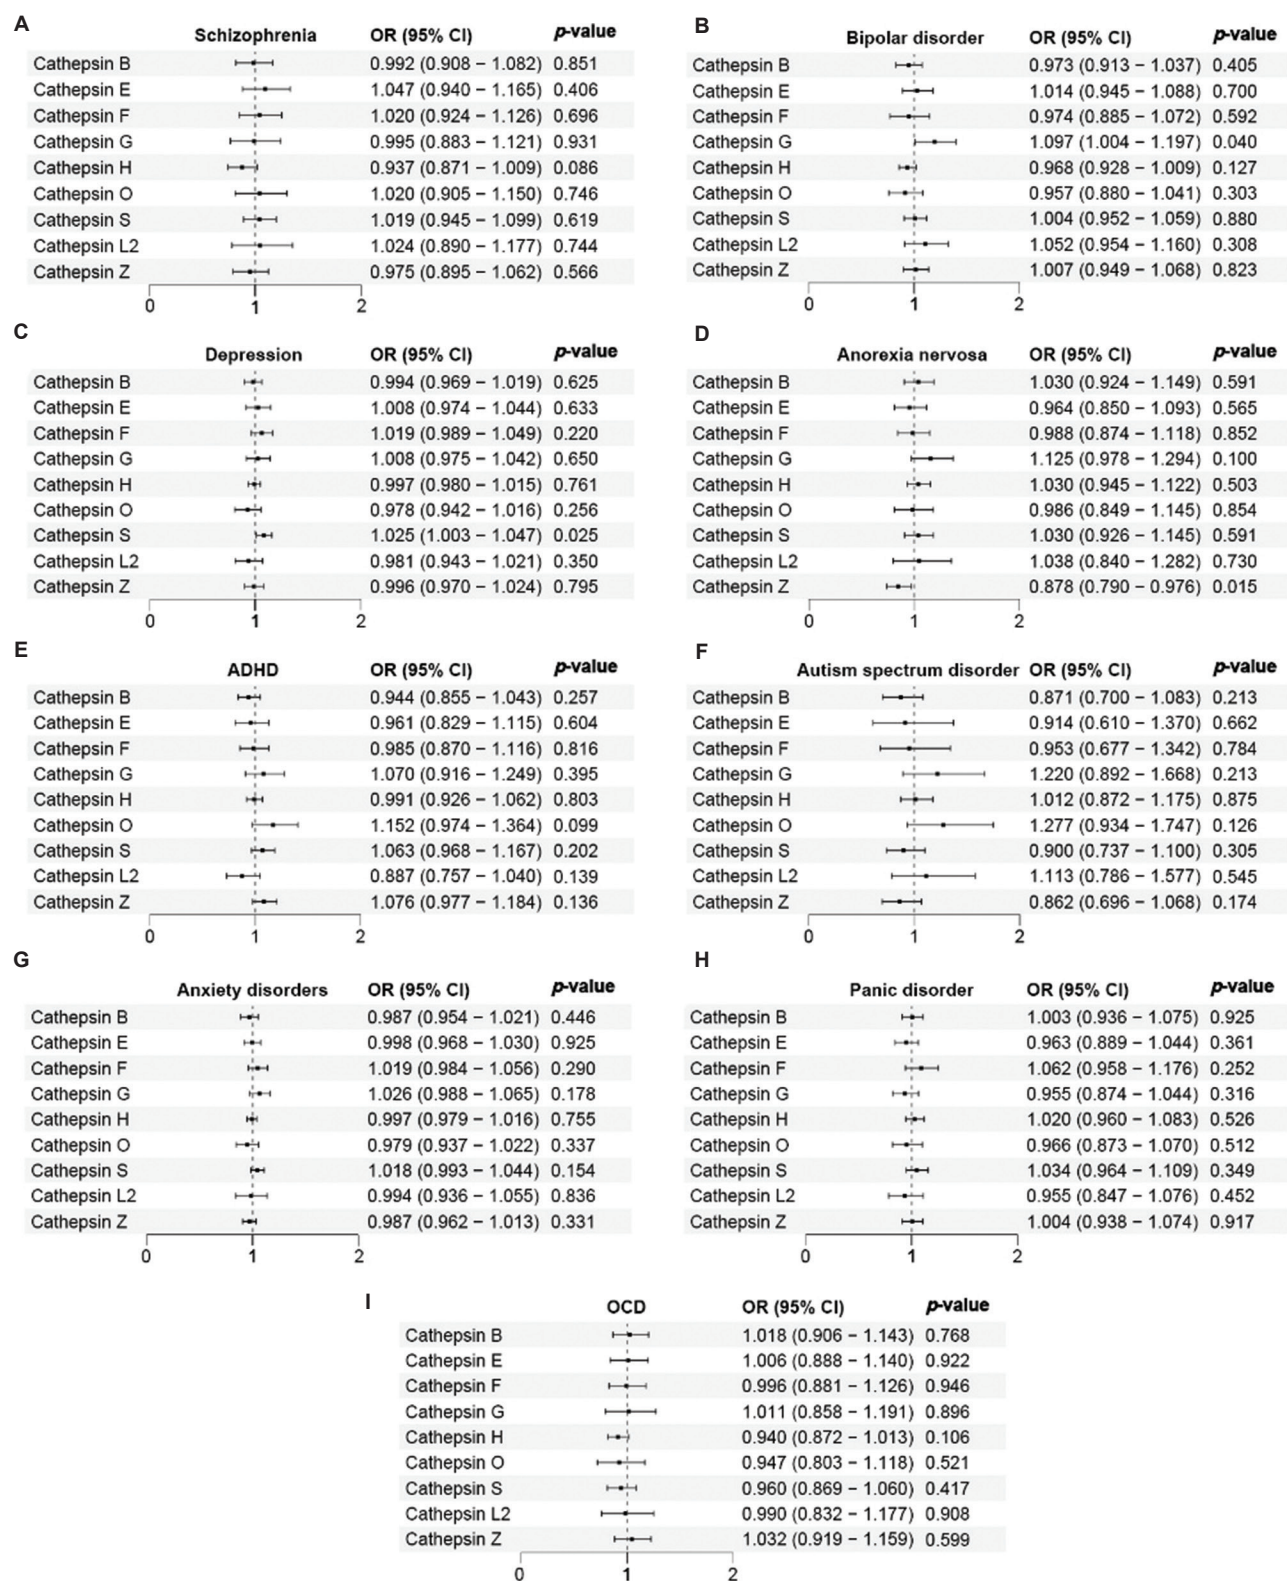 A
Schizophrenia OR (95% CI) p-value
Cathepsin B 0.992 (0.908 – 1.082) 0.851
Cathepsin E 1.047 (0.940 – 1.165) 0.406
Cathepsin F 1.020 (0.924 – 1.126) 0.696
Cathepsin G 0.995 (0.883 – 1.121) 0.931
Cathepsin H 0.937 (0.871 – 1.009) 0.086
Cathepsin O 1.020 (0.905 – 1.150) 0.746
Cathepsin S 1.019 (0.945 – 1.099) 0.619
Cathepsin L2 1.024 (0.890 – 1.177) 0.744
Cathepsin Z 0.975 (0.895 – 1.062) 0.566
0 1 2
B
Bipolar disorder OR (95% CI) p-value
Cathepsin B 0.973 (0.913 – 1.037) 0.405
Cathepsin E 1.014 (0.945 – 1.088) 0.700
Cathepsin F 0.974 (0.885 – 1.072) 0.592
Cathepsin G 1.097 (1.004 – 1.197) 0.040
Cathepsin H 0.968 (0.928 – 1.009) 0.127
Cathepsin O 0.957 (0.880 – 1.041) 0.303
Cathepsin S 1.004 (0.952 – 1.059) 0.880
Cathepsin L2 1.052 (0.954 – 1.160) 0.308
Cathepsin Z 1.007 (0.949 – 1.068) 0.823
0 1 2
C
Depression OR (95% CI) p-value
Cathepsin B 0.994 (0.969 – 1.019) 0.625
Cathepsin E 1.008 (0.974 – 1.044) 0.633
Cathepsin F 1.019 (0.989 – 1.049) 0.220
Cathepsin G 1.008 (0.975 – 1.042) 0.650
Cathepsin H 0.997 (0.980 – 1.015) 0.761
Cathepsin O 0.978 (0.942 – 1.016) 0.256
Cathepsin S 1.025 (1.003 – 1.047) 0.025
Cathepsin L2 0.981 (0.943 – 1.021) 0.350
Cathepsin Z 0.996 (0.970 – 1.024) 0.795
0 1 2
D
Anorexia nervosa OR (95% CI) p-value
Cathepsin B 1.030 (0.924 – 1.149) 0.591
Cathepsin E 0.964 (0.850 – 1.093) 0.565
Cathepsin F 0.988 (0.874 – 1.118) 0.852
Cathepsin G 1.125 (0.978 – 1.294) 0.100
Cathepsin H 1.030 (0.945 – 1.122) 0.503
Cathepsin O 0.986 (0.849 – 1.145) 0.854
Cathepsin S 1.030 (0.926 – 1.145) 0.591
Cathepsin L2 1.038 (0.840 – 1.282) 0.730
Cathepsin Z 0.878 (0.790 – 0.976) 0.015
0 1 2
E
ADHD OR (95% CI) p-value
Cathepsin B 0.944 (0.855 – 1.043) 0.257
Cathepsin E 0.961 (0.829 – 1.115) 0.604
Cathepsin F 0.985 (0.870 – 1.116) 0.816
Cathepsin G 1.070 (0.916 – 1.249) 0.395
Cathepsin H 0.991 (0.926 – 1.062) 0.803
Cathepsin O 1.152 (0.974 – 1.364) 0.099
Cathepsin S 1.063 (0.968 – 1.167) 0.202
Cathepsin L2 0.887 (0.757 – 1.040) 0.139
Cathepsin Z 1.076 (0.977 – 1.184) 0.136
0 1 2
F
Autism spectrum disorder OR (95% CI) p-value
Cathepsin B 0.871 (0.700 – 1.083) 0.213
Cathepsin E 0.914 (0.610 – 1.370) 0.662
Cathepsin F 0.953 (0.677 – 1.342) 0.784
Cathepsin G 1.220 (0.892 – 1.668) 0.213
Cathepsin H 1.012 (0.872 – 1.175) 0.875
Cathepsin O 1.277 (0.934 – 1.747) 0.126
Cathepsin S 0.900 (0.737 – 1.100) 0.305
Cathepsin L2 1.113 (0.786 – 1.577) 0.545
Cathepsin Z 0.862 (0.696 – 1.068) 0.174
0 1 2
G
Anxiety disorders OR (95% CI) p-value
Cathepsin B 0.987 (0.954 – 1.021) 0.446
Cathepsin E 0.998 (0.968 – 1.030) 0.925
Cathepsin F 1.019 (0.984 – 1.056) 0.290
Cathepsin G 1.026 (0.988 – 1.065) 0.178
Cathepsin H 0.997 (0.979 – 1.016) 0.755
Cathepsin O 0.979 (0.937 – 1.022) 0.337
Cathepsin S 1.018 (0.993 – 1.044) 0.154
Cathepsin L2 0.994 (0.936 – 1.055) 0.836
Cathepsin Z 0.987 (0.962 – 1.013) 0.331
0 1 2
H
Panic disorder OR (95% CI) p-value
Cathepsin B 1.003 (0.936 – 1.075) 0.925
Cathepsin E 0.963 (0.889 – 1.044) 0.361
Cathepsin F 1.062 (0.958 – 1.176) 0.252
Cathepsin G 0.955 (0.874 – 1.044) 0.316
Cathepsin H 1.020 (0.960 – 1.083) 0.526
Cathepsin O 0.966 (0.873 – 1.070) 0.512
Cathepsin S 1.034 (0.964 – 1.109) 0.349
Cathepsin L2 0.955 (0.847 – 1.076) 0.452
Cathepsin Z 1.004 (0.938 – 1.074) 0.917
0 1 2
I
OCD OR (95% CI) p-value
Cathepsin B 1.018 (0.906 – 1.143) 0.768
Cathepsin E 1.006 (0.888 – 1.140) 0.922
Cathepsin F 0.996 (0.881 – 1.126) 0.946
Cathepsin G 1.011 (0.858 – 1.191) 0.896
Cathepsin H 0.940 (0.872 – 1.013) 0.106
Cathepsin O 0.947 (0.803 – 1.118) 0.521
Cathepsin S 0.960 (0.869 – 1.060) 0.417
Cathepsin L2 0.990 (0.832 – 1.177) 0.908
Cathepsin Z 1.032 (0.919 – 1.159) 0.599
0 1 2